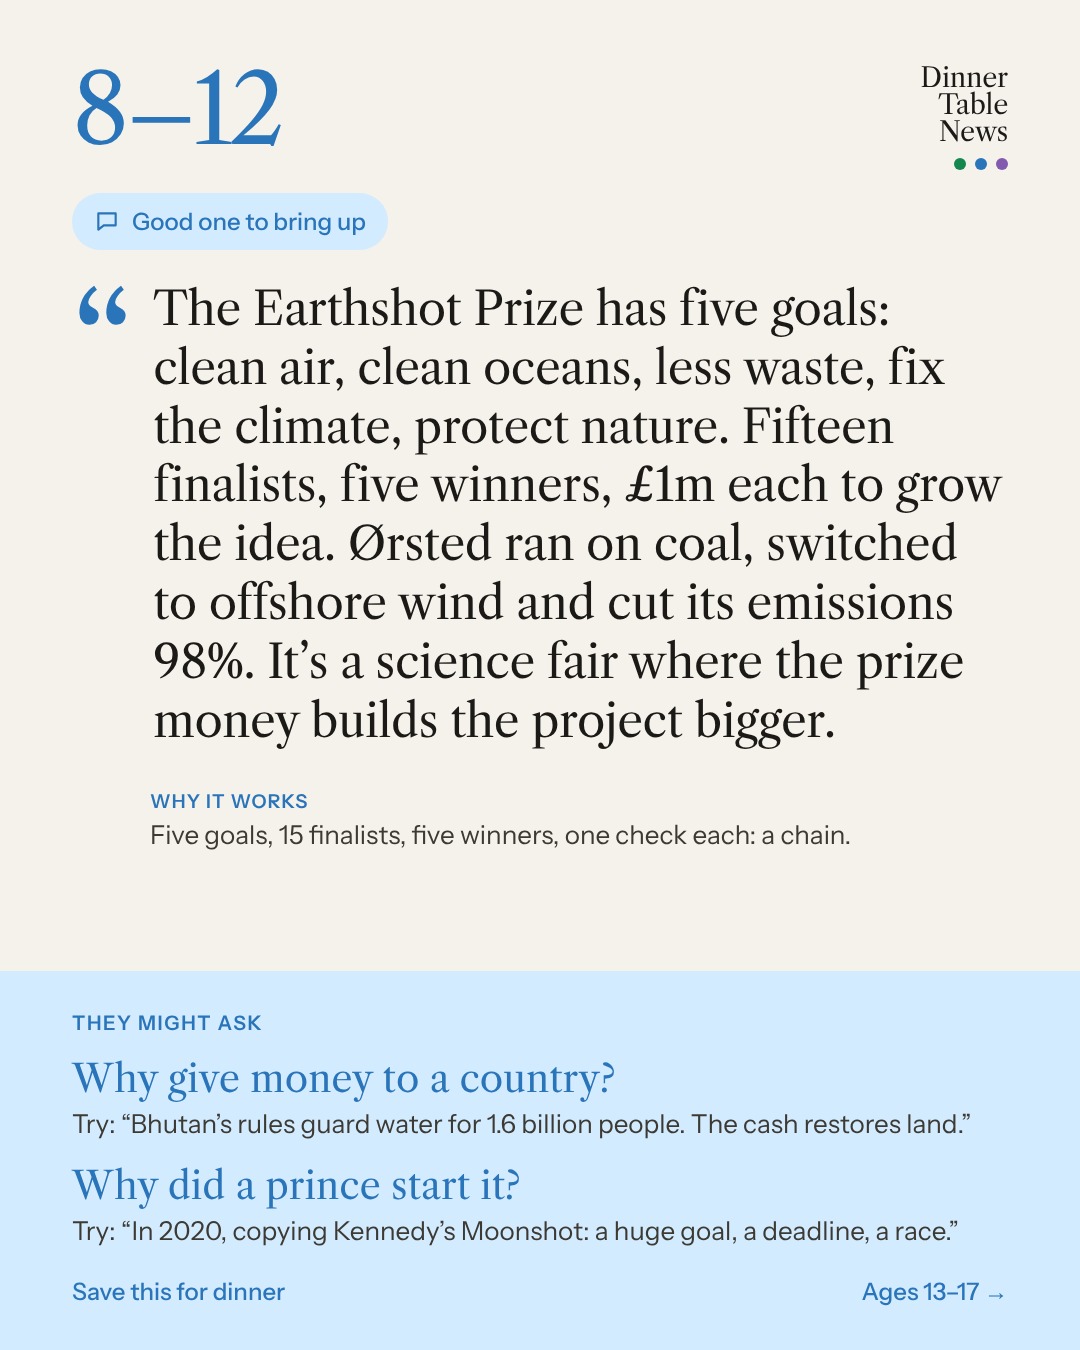 8–12
Dinner
Table
News
Good one to bring up
“ The Earthshot Prize has five goals:
clean air, clean oceans, less waste, fix
the climate, protect nature. Fifteen
finalists, five winners, £1m each to grow
the idea. Ørsted ran on coal, switched
to offshore wind and cut its emissions
98%. It’s a science fair where the prize
money builds the project bigger.
WHY IT WORKS
Five goals, 15 finalists, five winners, one check each: a chain.
THEY MIGHT ASK
Why give money to a country?
Try: “Bhutan’s rules guard water for 1.6 billion people. The cash restores land.”
Why did a prince start it?
Try: “In 2020, copying Kennedy’s Moonshot: a huge goal, a deadline, a race.”
Save this for dinner
Ages 13–17 →